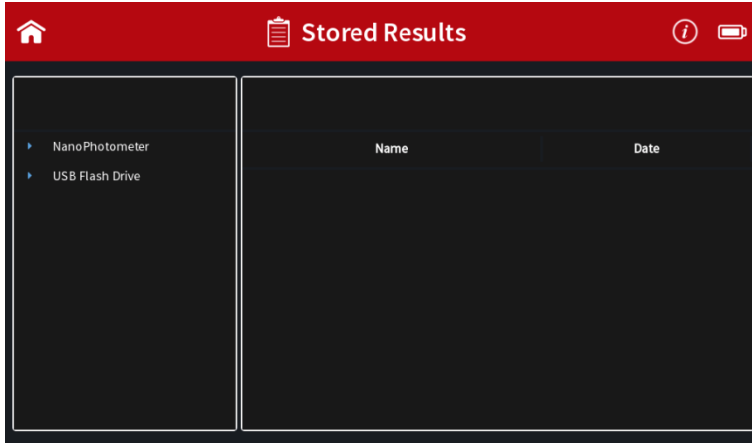 Stored Results
i
NanoPhotometer
USB Flash Drive
Name Date